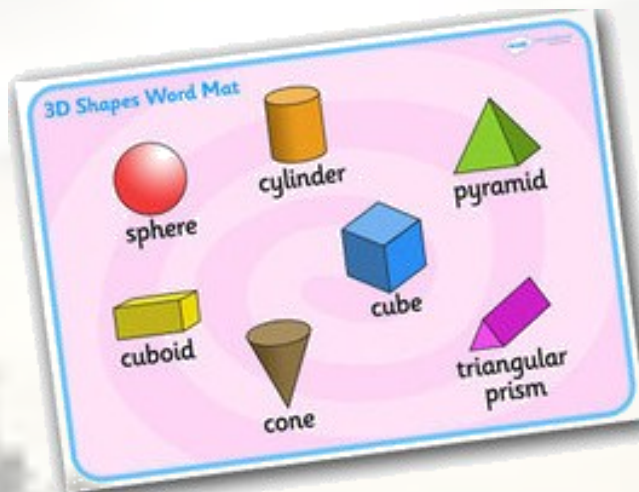 3D Shapes Word Mat
cylinder
pyramid
sphere
cube
cuboid
triangular
prism
cone